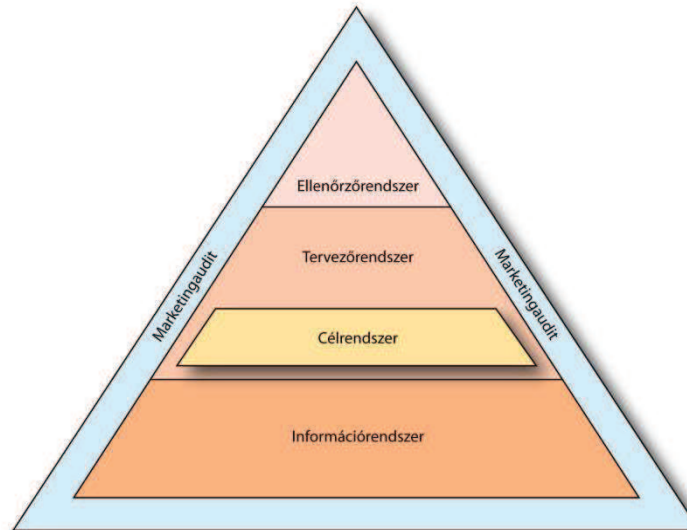 Ellenőrzőrendszer
Tervezőrendszer
Marketingaudit
Marketingaudit
Célrendszer
Információrendszer